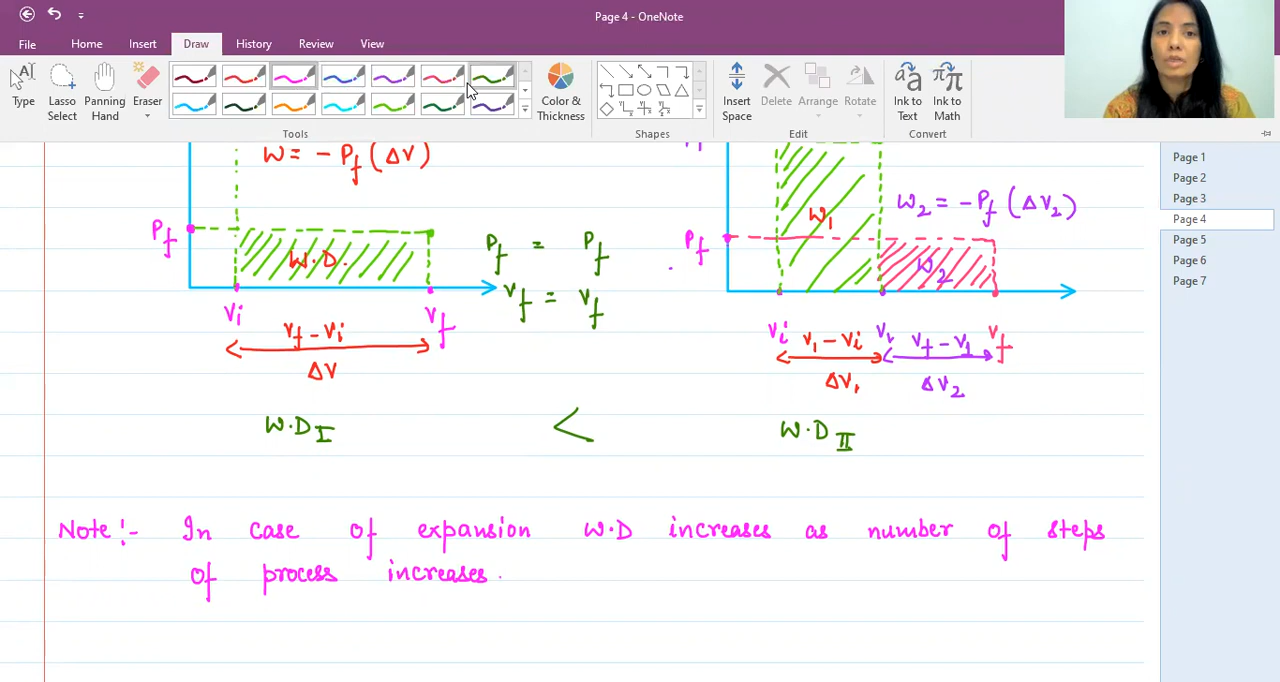 Page 4 - OneNote
File Home Insert Draw History Review View
Type Lasso Select Panning Hand Eraser Color & Thickness Insert Space Delete Arrange Rotate Ink to Text Ink to Math
Tools Shapes Edit Convert
Page 1
Page 2
Page 3
Page 4
Page 5
Page 6
Page 7
W = - Pf (ΔV)
Pf
W.D.
Vi
Vf
Vf - Vi
ΔV
Pf = Pf
Vf = Vf
W1
W2 = -Pf (ΔV2)
Pf
W2
Vi V1 - Vi V1 Vf - V1 Vf
ΔV1 ΔV2
W.D I < W.D II
Note:- In case of expansion W.D increases as number of steps
of process increases.